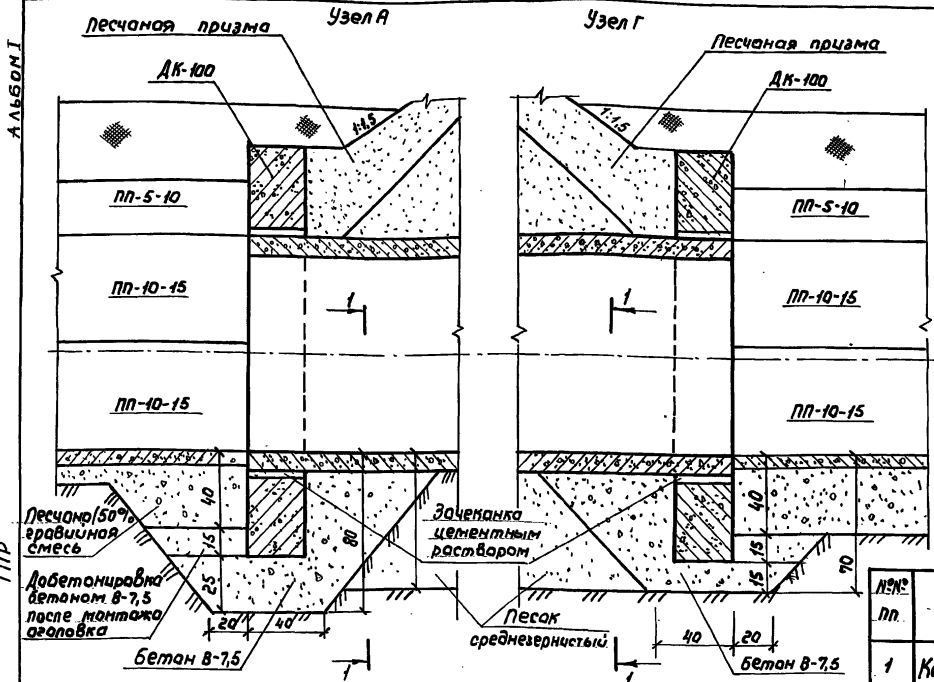 Альбом I
Узел А
Узел Г
Песчаная призма
ДК-100
1:1,5
ПП-5-10
ПП-10-15
1
ПП-10-15
Песчано (50%)
гравийная
смесь
Добетонировка
бетоном В-7,5
после монтажа
оголовка
40
15
25
80
20
40
Бетон В-7,5
1
Зачеканка
цементным
раствором
Песок
среднезернистый
Песчаная призма
ДК-100
1:1,5
ПП-5-10
ПП-10-15
1
ПП-10-15
40
15
15
70
40
20
Бетон В-7,5
1
ПР
№№
пп
1